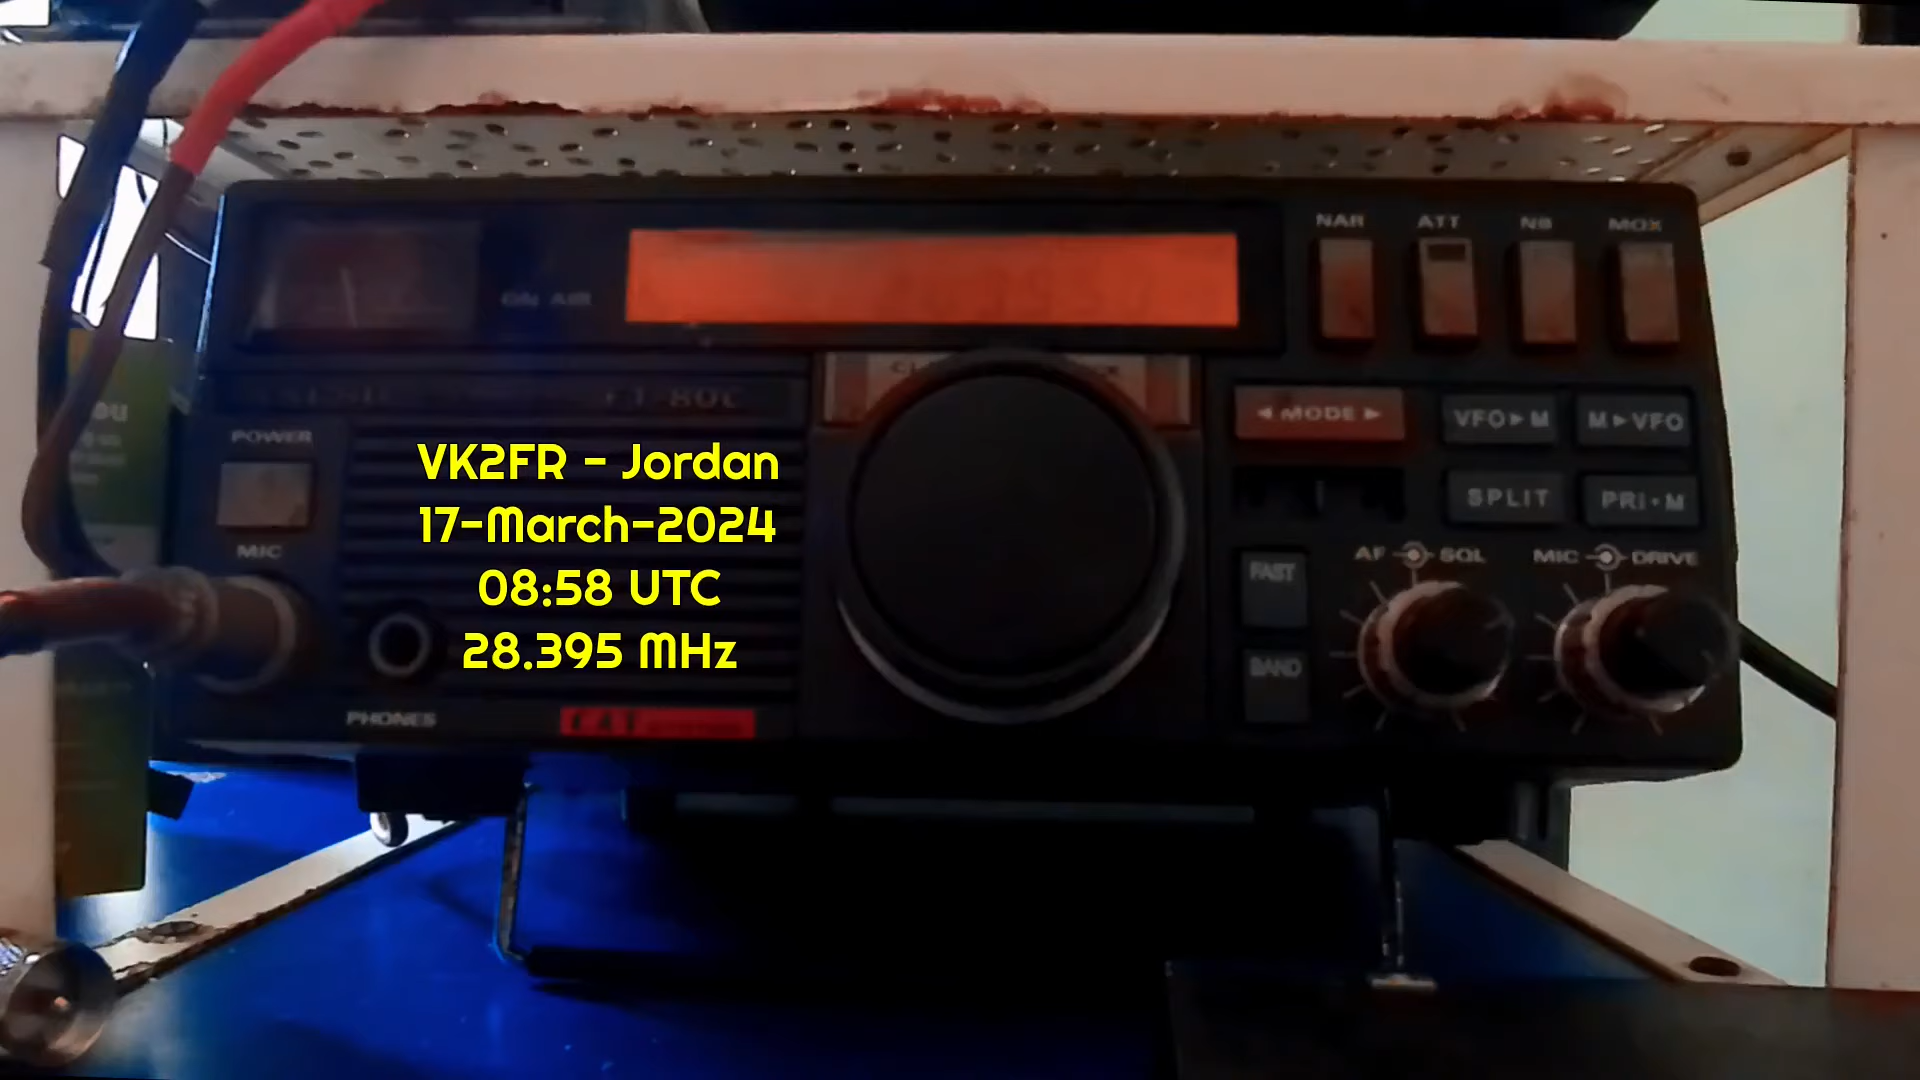 NAR ATT NB MOX
ON AIR
FT-80C
POWER
◄ MODE ► VFO►M M►VFO
SPLIT PRI•M
VK2FR - Jordan
17-March-2024
08:58 UTC
28.395 MHz
MIC
AF SQL MIC DRIVE
FAST
BAND
PHONES
CAT